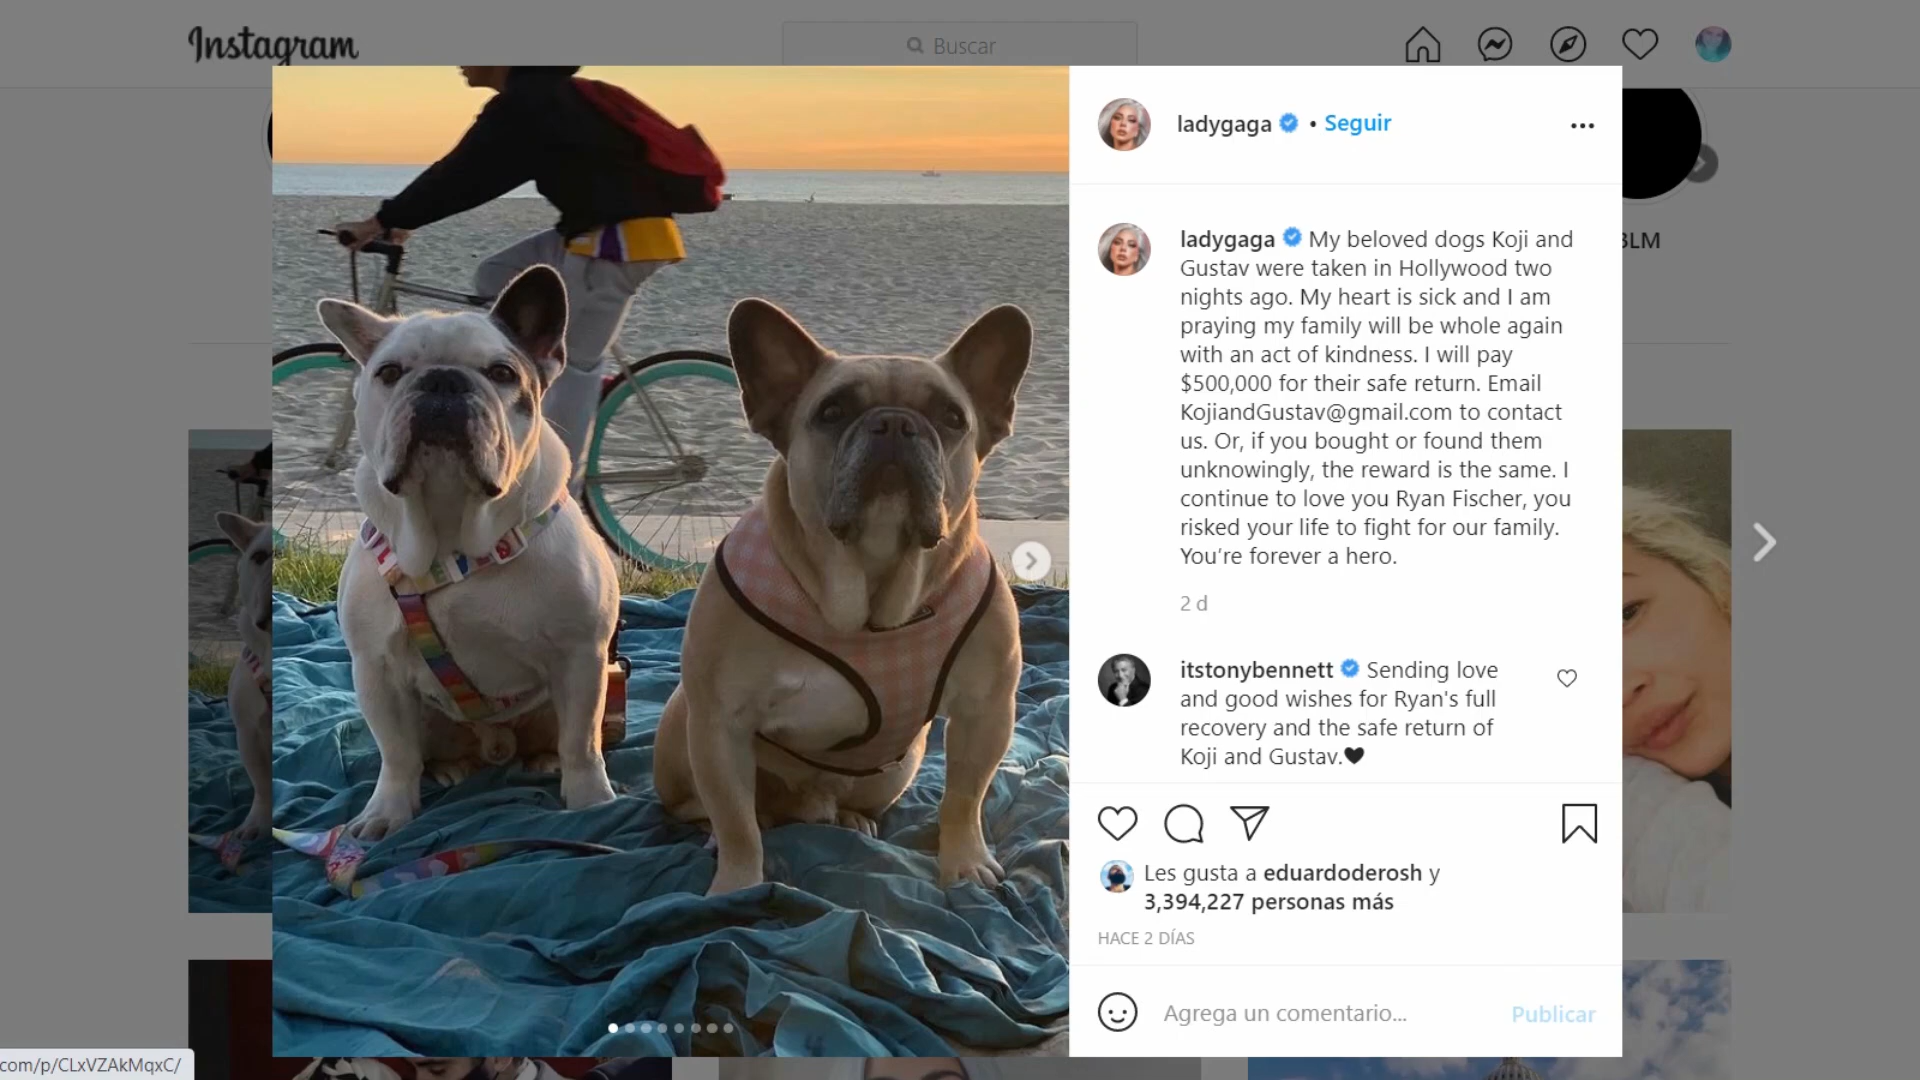 Instagram
Buscar
ladygaga • Seguir
BLM
ladygaga My beloved dogs Koji and
Gustav were taken in Hollywood two
nights ago. My heart is sick and I am
praying my family will be whole again
with an act of kindness. I will pay
$500,000 for their safe return. Email
KojiandGustav@gmail.com to contact
us. Or, if you bought or found them
unknowingly, the reward is the same. I
continue to love you Ryan Fischer, you
risked your life to fight for our family.
You’re forever a hero.
2 d
itstonybennett Sending love
and good wishes for Ryan's full
recovery and the safe return of
Koji and Gustav.🖤
Les gusta a eduardoderosh y
3,394,227 personas más
HACE 2 DÍAS
Agrega un comentario...
Publicar
com/p/CLxVZAkMqxC/